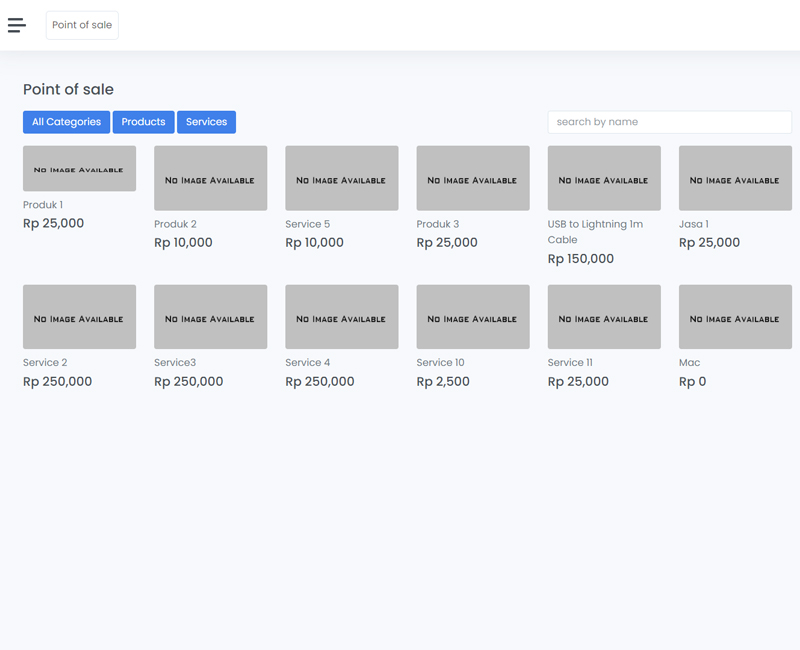 Point of sale
Point of sale
All Categories Products Services search by name
No Image Available No Image Available No Image Available No Image Available No Image Available No Image Available
Produk 1 Produk 2 Service 5 Produk 3 USB to Lightning 1m Jasa 1
Cable
Rp 25,000 Rp 10,000 Rp 10,000 Rp 25,000 Rp 150,000 Rp 25,000
No Image Available No Image Available No Image Available No Image Available No Image Available No Image Available
Service 2 Service3 Service 4 Service 10 Service 11 Mac
Rp 250,000 Rp 250,000 Rp 250,000 Rp 2,500 Rp 25,000 Rp 0